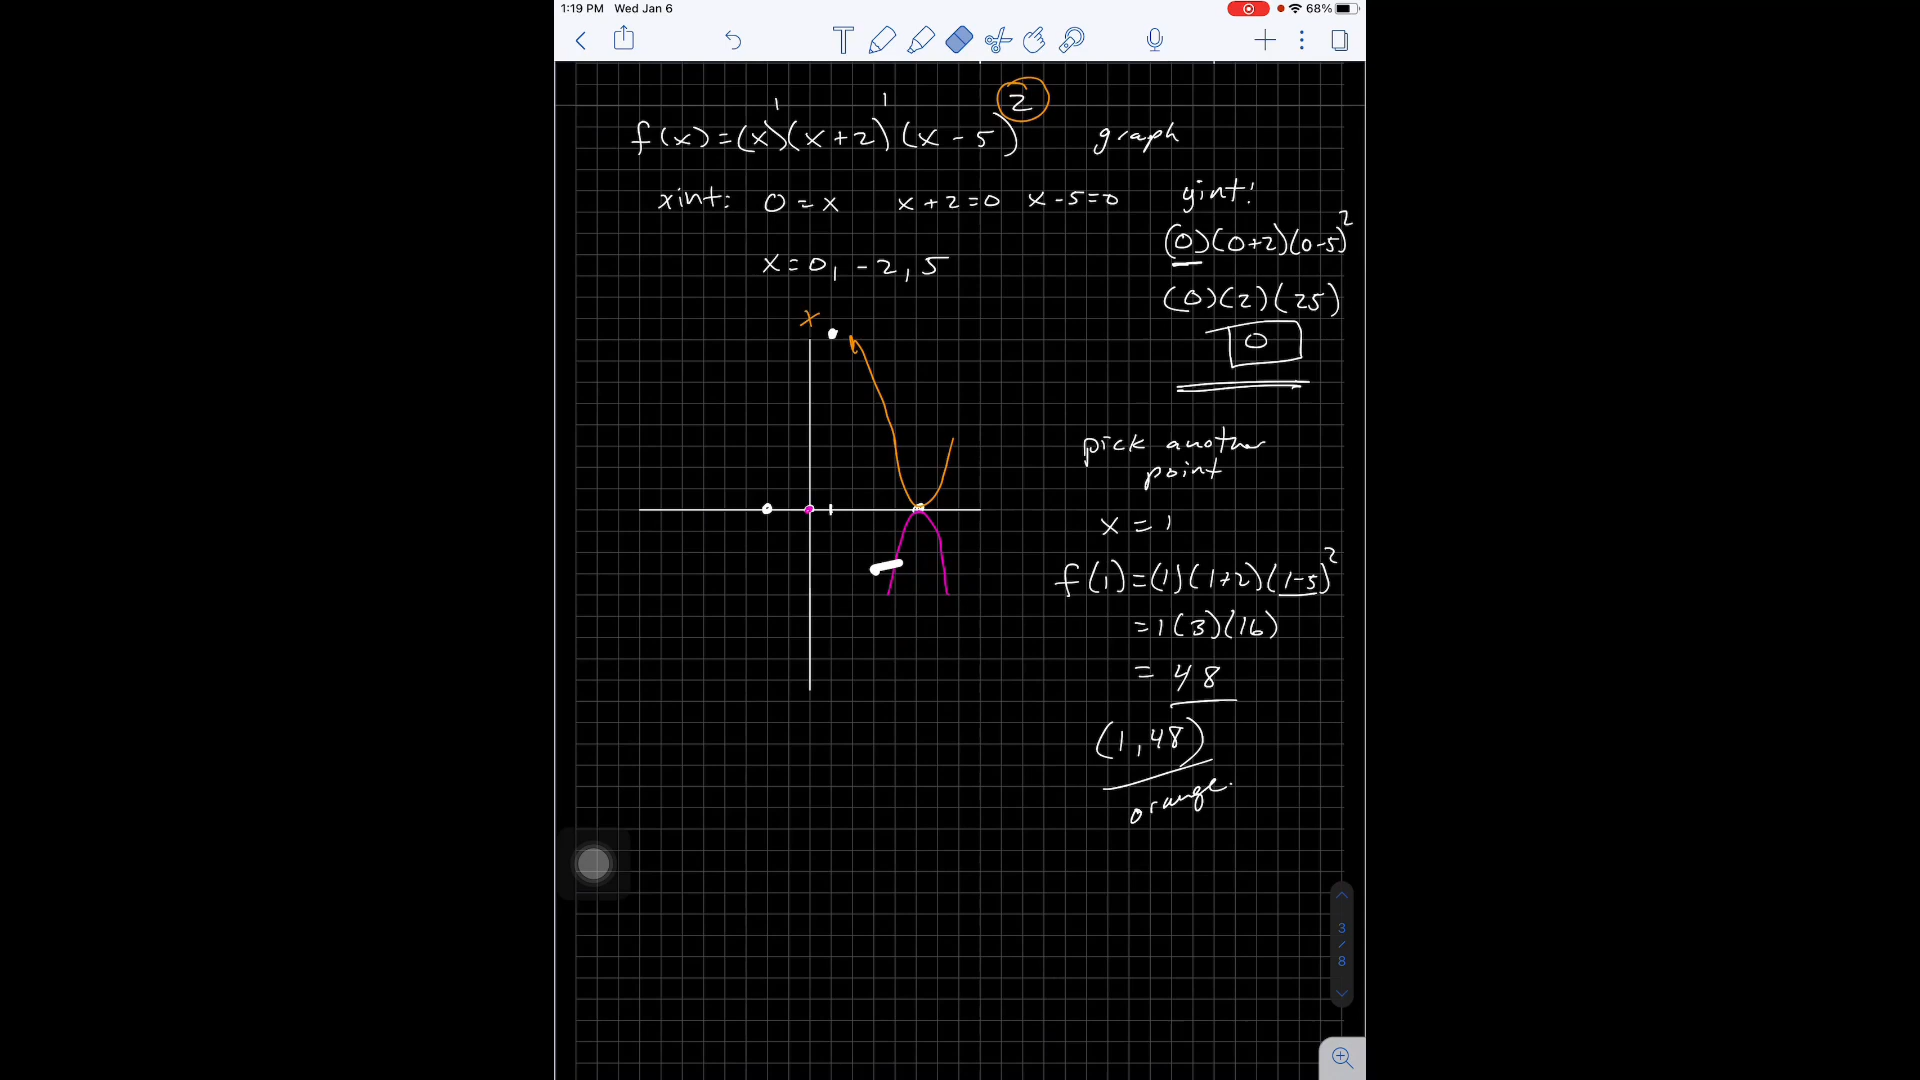 1:19 PM Wed Jan 6
68%
T
f(x)=(x)¹(x+2)¹(x-5)² graph
xint: 0=x x+2=0 x-5=0
x=0, -2, 5
yint:
(0)(0+2)(0-5)²
(0)(2)(25)
0
x
pick another
point
x = 1
f(1)=(1)(1+2)(1-5)²
=1(3)(16)
= 48
(1,48)
orange.
3
/
8